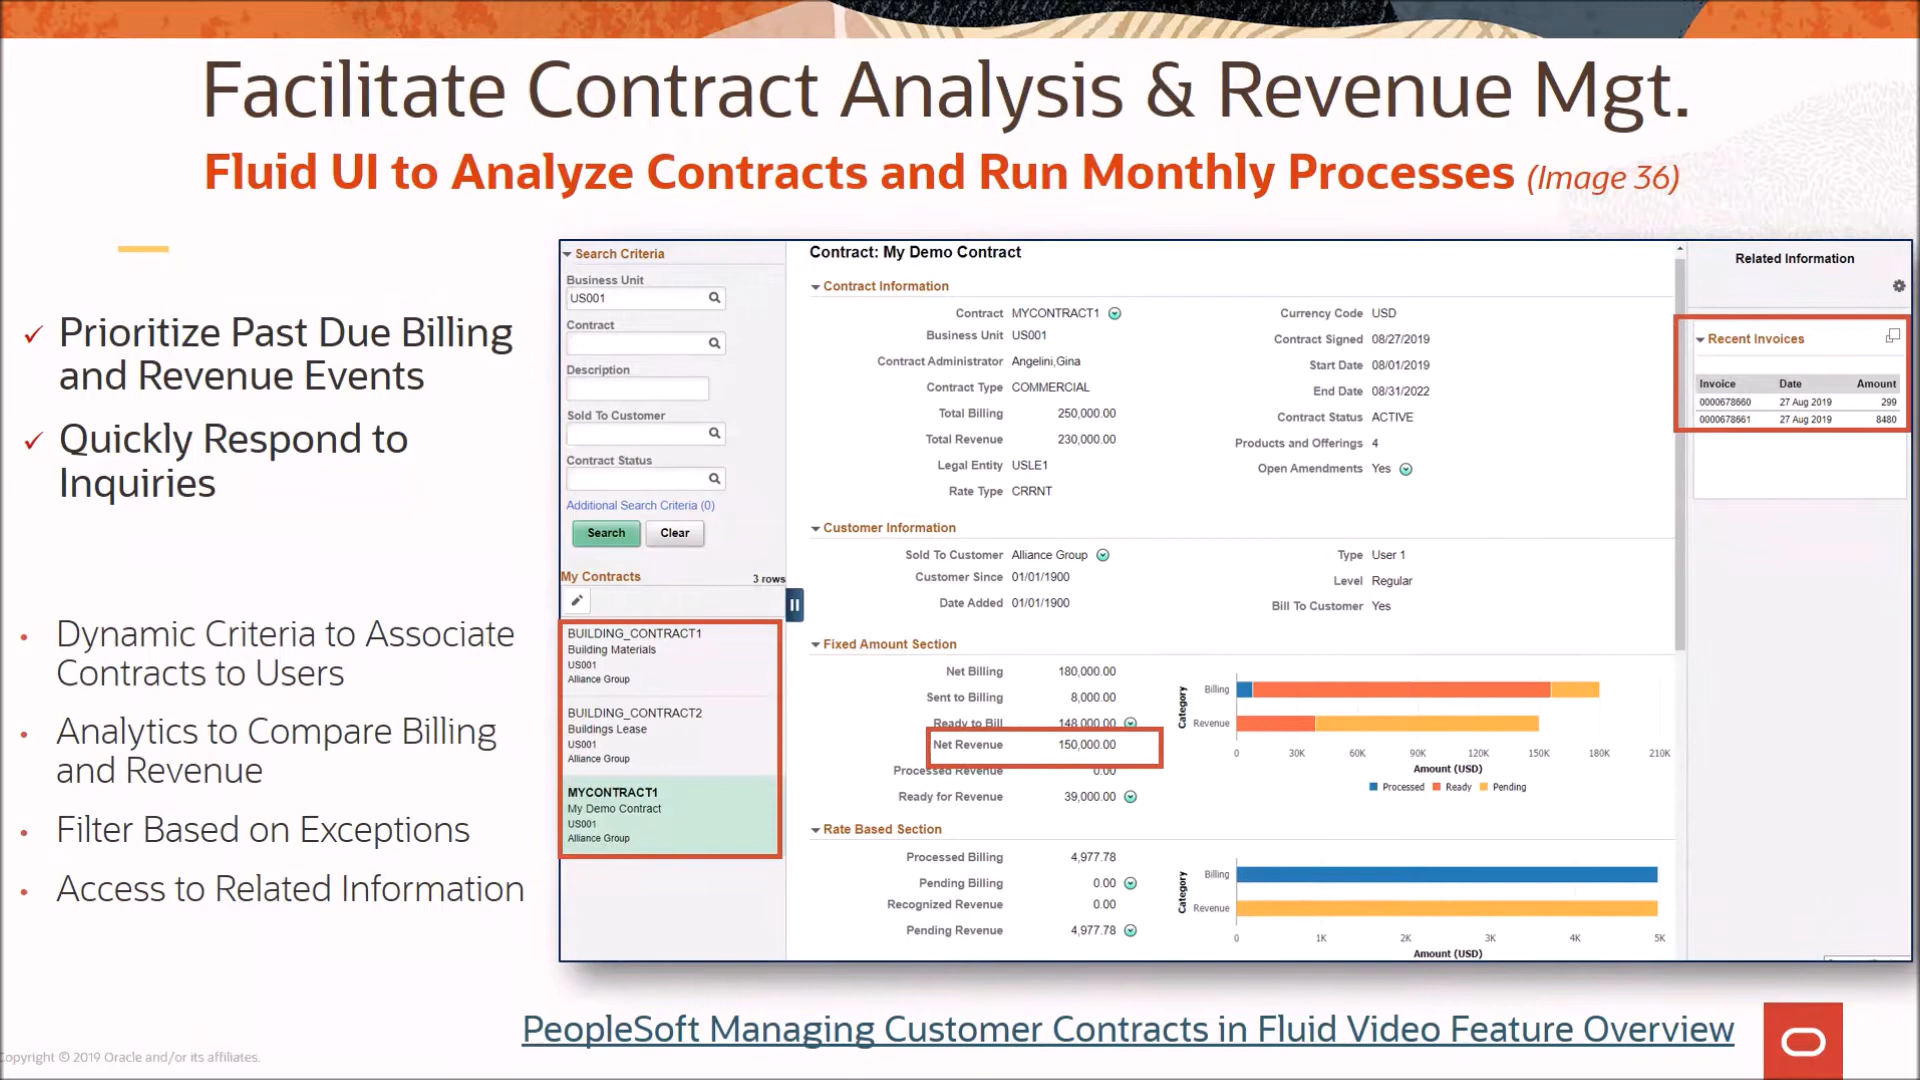 Facilitate Contract Analysis & Revenue Mgt.
Fluid UI to Analyze Contracts and Run Monthly Processes (Image 36)
✓ Prioritize Past Due Billing
and Revenue Events
✓ Quickly Respond to
Inquiries
• Dynamic Criteria to Associate
Contracts to Users
• Analytics to Compare Billing
and Revenue
• Filter Based on Exceptions
• Access to Related Information
Search Criteria
Business Unit
US001
Contract
Description
Sold To Customer
Contract Status
Additional Search Criteria (0)
Search Clear
My Contracts 3 rows
BUILDING_CONTRACT1
Building Materials
US001
Alliance Group
BUILDING_CONTRACT2
Buildings Lease
US001
Alliance Group
MYCONTRACT1
My Demo Contract
US001
Alliance Group
Contract: My Demo Contract
Contract Information
Contract MYCONTRACT1
Business Unit US001
Contract Administrator Angelini,Gina
Contract Type COMMERCIAL
Total Billing 250,000.00
Total Revenue 230,000.00
Legal Entity USLE1
Rate Type CRRNT
Currency Code USD
Contract Signed 08/27/2019
Start Date 08/01/2019
End Date 08/31/2022
Contract Status ACTIVE
Products and Offerings 4
Open Amendments Yes
Customer Information
Sold To Customer Alliance Group
Customer Since 01/01/1900
Date Added 01/01/1900
Type User 1
Level Regular
Bill To Customer Yes
Fixed Amount Section
Net Billing 180,000.00
Sent to Billing 8,000.00
Ready to Bill 148,000.00
Net Revenue 150,000.00
Processed Revenue 0.00
Ready for Revenue 39,000.00
Category
Billing
Revenue
0 30K 60K 90K 120K 150K 180K 210K
Amount (USD)
Processed Ready Pending
Rate Based Section
Processed Billing 4,977.78
Pending Billing 0.00
Recognized Revenue 0.00
Pending Revenue 4,977.78
Category
Billing
Revenue
0 1K 2K 3K 4K 5K
Amount (USD)
Related Information
Recent Invoices
Invoice Date Amount
0000678660 27 Aug 2019 299
0000678661 27 Aug 2019 8480
PeopleSoft Managing Customer Contracts in Fluid Video Feature Overview
opyright © 2019 Oracle and/or its affiliates.